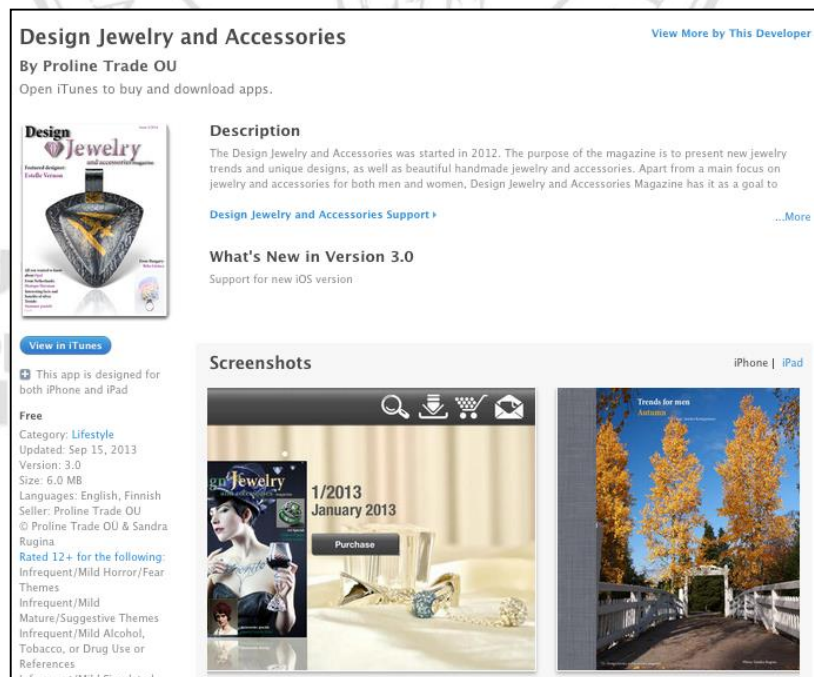 Design Jewelry and Accessories
View More by This Developer
By Proline Trade OU
Open iTunes to buy and download apps.
Design
Jewelry
and accessories magazine
Featured designer:
Estelle Vernon
Description
The Design Jewelry and Accessories was started in 2012. The purpose of the magazine is to present new jewelry
trends and unique designs, as well as beautiful handmade jewelry and accessories. Apart from a main focus on
jewelry and accessories for both men and women, Design Jewelry and Accessories Magazine has it as a goal to
Design Jewelry and Accessories Support
...More
What's New in Version 3.0
Support for new iOS version
View in iTunes
This app is designed for
both iPhone and iPad
Free
Category: Lifestyle
Updated: Sep 15, 2013
Version: 3.0
Size: 6.0 MB
Languages: English, Finnish
Seller: Proline Trade OU
© Proline Trade OÜ & Sandra
Rugina
Rated 12+ for the following:
Infrequent/Mild Horror/Fear
Themes
Infrequent/Mild
Mature/Suggestive Themes
Infrequent/Mild Alcohol,
Tobacco, or Drug Use or
References
Screenshots
iPhone | iPad
gn Jewelry
1/2013
January 2013
Purchase
Trends for men
Autumn